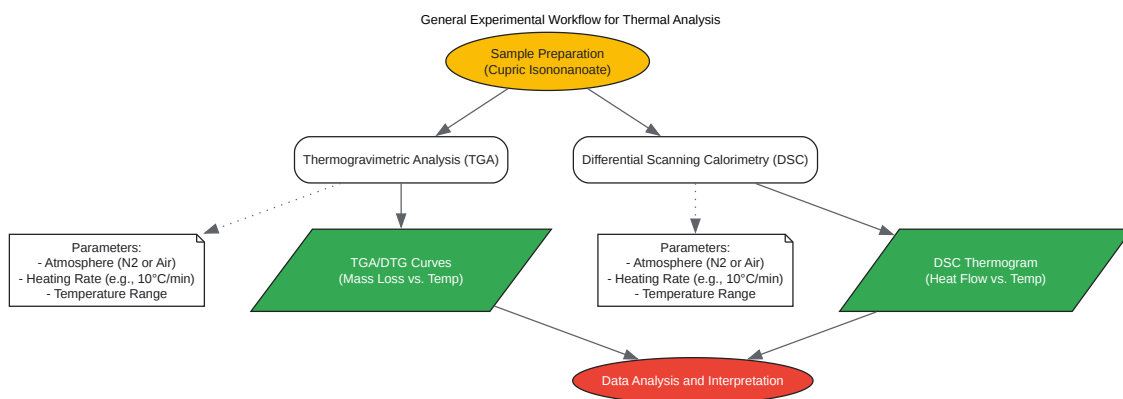 General Experimental Workflow for Thermal Analysis
Sample Preparation
(Cupric Isononanoate)
Thermogravimetric Analysis (TGA)
Differential Scanning Calorimetry (DSC)
Parameters:
- Atmosphere (N2 or Air)
- Heating Rate (e.g., 10°C/min)
- Temperature Range
TGA/DTG Curves
(Mass Loss vs. Temp)
Parameters:
- Atmosphere (N2 or Air)
- Heating Rate (e.g., 10°C/min)
- Temperature Range
DSC Thermogram
(Heat Flow vs. Temp)
Data Analysis and Interpretation